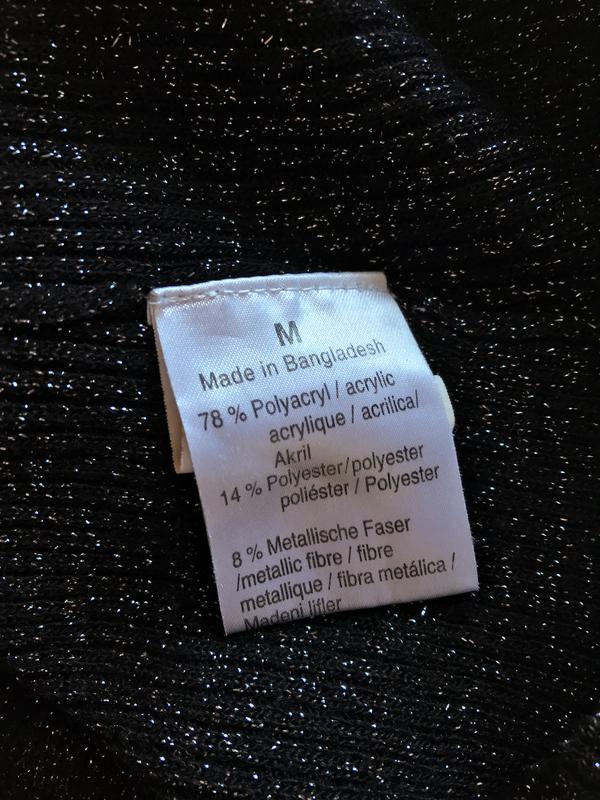 M
Made in Bangladesh
78 % Polyacryl / acrylic
acrylique / acrilica/
Akril
14 % Polyester/polyester
poliéster / Polyester
8 % Metallische Faser
/metallic fibre / fibre
metallique / fibra metálica /
Madeni lifler